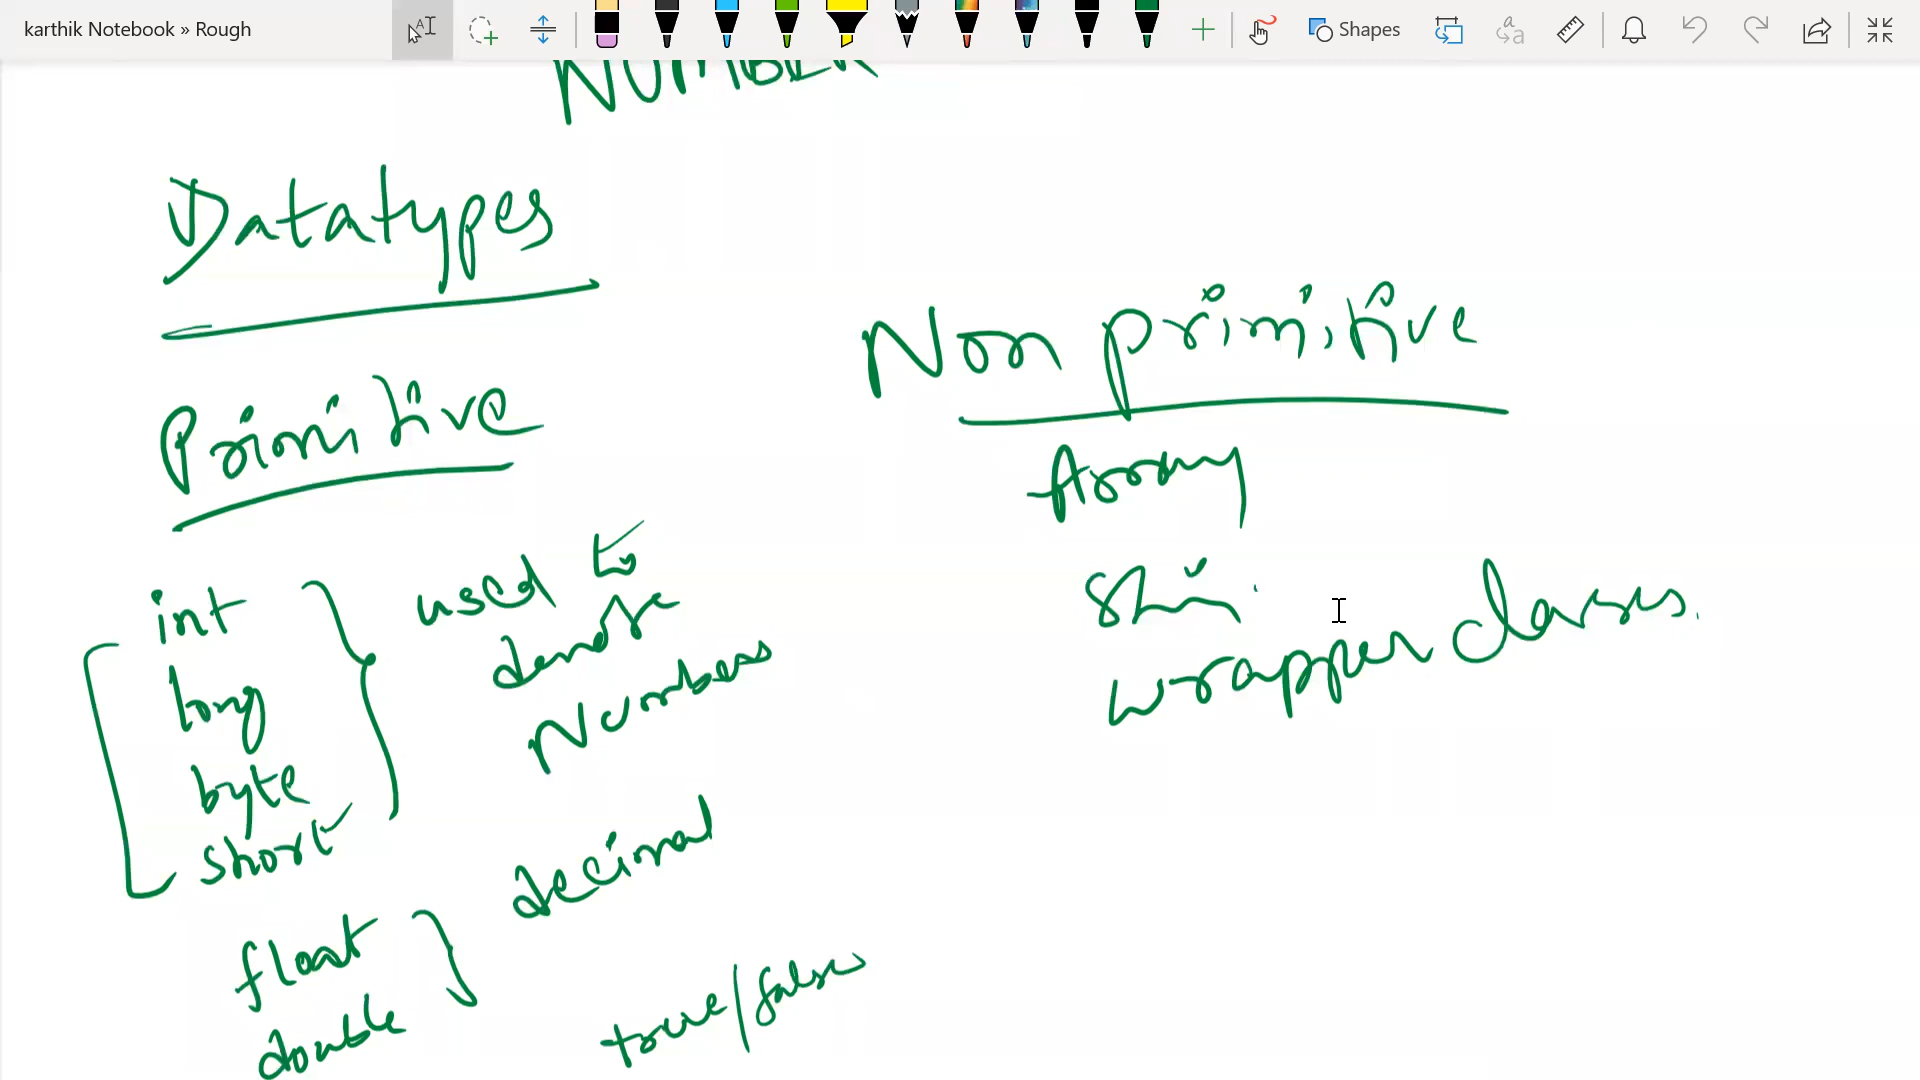 karthik Notebook » Rough
Shapes
NUMBER
Datatypes
Primitive
int
long
byte
short
used to
denote
Numbers
float
double
decimal
true/false
Non primitive
Array
wrapper classes.